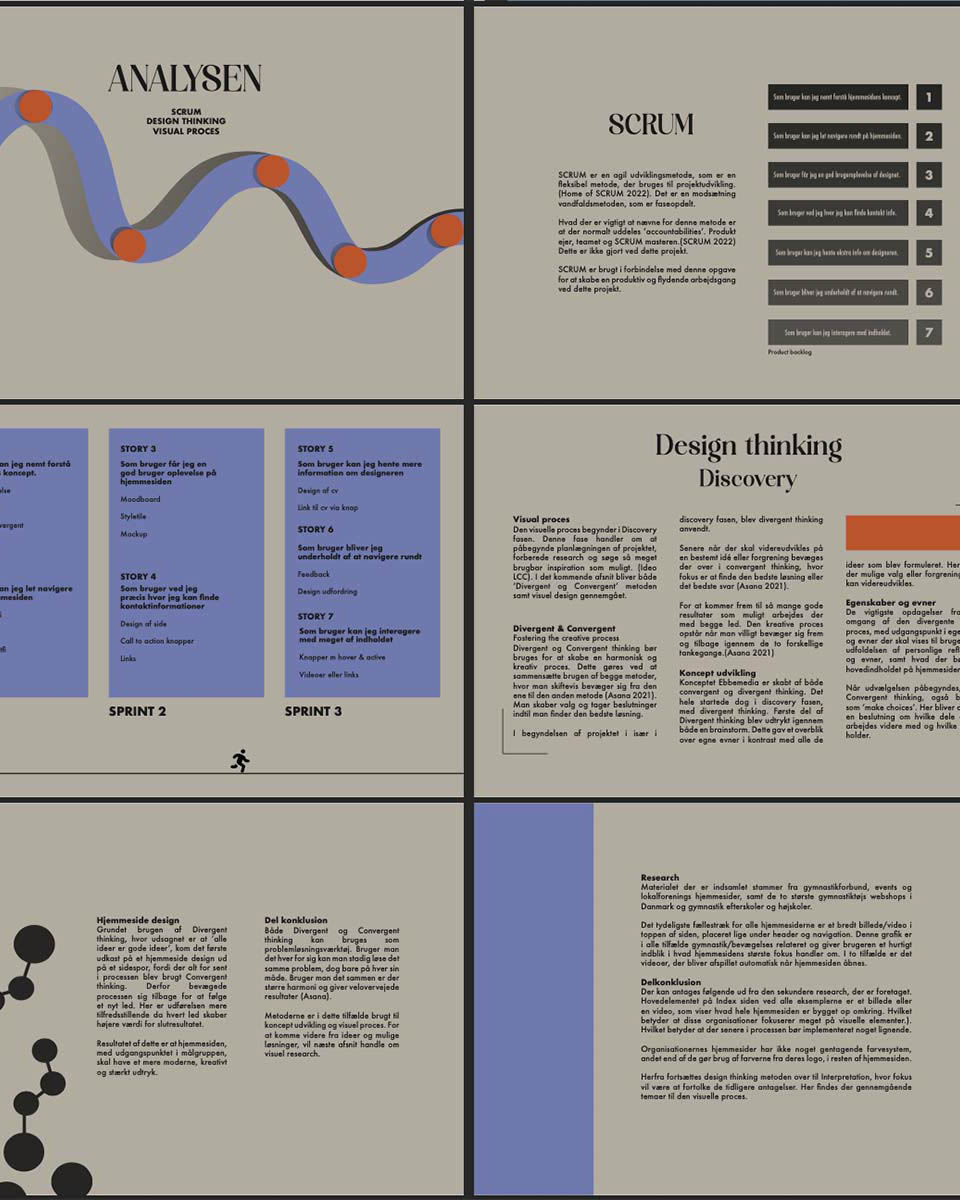 ANALYSEN
SCRUM
DESIGN THINKING
VISUAL PROCES
SCRUM
SCRUM er en agil udviklingsmetode, som er en
fleksibel metode, der bruges til projektudvikling.
(Home of SCRUM 2022). Det er en modsætning
vandfaldsmetoden, som er faseopdelt.
Hvad der er vigtigt at nævne for denne metode er
at der normalt uddeles 'accountabilities'. Produkt
ejer, teamet og SCRUM masteren.(SCRUM 2022)
Dette er ikke gjort ved dette projekt.
SCRUM er brugt i forbindelse med denne opgave
for at skabe en produktiv og flydende arbejdsgang
ved dette projekt.
Som bruger kan jeg nemt forstå hjemmesidens koncept.
1
Som bruger kan jeg let navigere rundt på hjemmesiden.
2
Som bruger får jeg en god brugeroplevelse af designet.
3
Som bruger ved jeg hvor jeg kan finde kontakt info.
4
Som bruger kan jeg hente ekstra info om designeren.
5
Som bruger bliver jeg underholdt af at navigere rundt.
6
Som bruger kan jeg interagere med indholdet.
7
Product backlog
an jeg nemt forstå
koncept.
else
vergent
an jeg let navigere
mesiden
STORY 3
Som bruger får jeg en
god bruger oplevelse på
hjemmesiden
Moodboard
Styletile
Mockup
STORY 4
Som bruger ved jeg
præcis hvor jeg kan finde
kontaktinformationer
Design af side
Call to action knapper
Links
SPRINT 2
STORY 5
Som bruger kan jeg hente mere
information om designeren
Design af cv
Link til cv via knap
STORY 6
Som bruger bliver jeg
underholdt af at navigere rundt
Feedback
Design udfordring
STORY 7
Som bruger kan jeg interagere
med meget af indholdet
Knapper m hover & active
Videoer eller links
SPRINT 3
Design thinking
Discovery
Visual proces
Den visuelle proces begynder i Discovery
fasen. Denne fase handler om at
påbegynde planlægningen af projektet,
forberede research og søge så meget
brugbar inspiration som muligt. (Ideo
LCC). I det kommende afsnit bliver både
'Divergent og Convergent' metoden
samt visuel design gennemgået.
Divergent & Convergent
Fostering the creative process
Divergent og Convergent thinking bør
bruges for at skabe en harmonisk og
kreativ proces. Dette gøres ved at
sammensætte brugen af begge metoder,
hvor man skiftevis bevæger sig fra den
ene til den anden metode (Asana 2021).
Man skaber valg og tager beslutninger
indtil man finder den bedste løsning.
I begyndelsen af projektet i især i
discovery fasen, blev divergent thinking
anvendt.
Senere når der skal videreudvikles på
en bestemt idé eller forgrening bevæges
der over i convergent thinking, hvor
fokus er at finde den bedste løsning eller
det bedste svar (Asana 2021).
For at kommer frem til så mange gode
resultater som muligt arbejdes der
med begge led. Den kreative proces
opstår når man villigt bevæger sig frem
og tilbage igennem de to forskellige
tankegange.(Asana 2021)
Koncept udvikling
Konceptet Ebbemedia er skabt af både
convergent og divergent thinking. Det
hele startede dog i discovery fasen,
med divergent thinking. Første del af
Divergent thinking blev udtrykt igennem
både en brainstorm. Dette gav et overblik
over egne evner i kontrast med alle de
ideer som blev formuleret. Her
der mulige valg eller forgrening
kan videreudvikles.
Egenskaber og evner
De vigtigste opdagelser fra
omgang af den divergente
proces, med udgangspunkt i ege
og evner der skal vises til bruge
udfoldelsen af personlige refl
og evner, samt hvad der bø
hovedindholdet på hjemmesider
Når udvælgelsen påbegyndes,
Convergent thinking, også b
som 'make choices'. Her bliver d
en beslutning om hvilke dele o
arbejdes videre med og hvilke
holder.
Hjemmeside design
Grundet brugen af Divergent
thinking, hvor udsagnet er at 'alle
ideer er gode ideer', kom det første
udkast på et hjemmeside design ud
på et sidespor, fordi der alt for sent
i processen blev brugt Convergent
thinking. Derfor bevægede
processen sig tilbage for at følge
et nyt led. Her er udførelsen mere
tilfredsstillende da hvert led skaber
højere værdi for slutresultatet.
Resultatet af dette er at hjemmesiden,
med udgangspunktet i målgruppen,
skal have et mere moderne, kreativt
og stærkt udtryk.
Del konklusion
Både Divergent og Convergent
thinking kan bruges som
problemløsningsværktøj. Bruger man
det hver for sig kan man stadig løse det
samme problem, dog bare på hver sin
måde. Bruger man det sammen er der
større harmoni og giver velovervejede
resultater (Asana).
Metoderne er i dette tilfælde brugt til
koncept udvikling og visuel proces. For
at komme videre fra ideer og mulige
løsninger, vil næste afsnit handle om
visuel research.
Research
Materialet der er indsamlet stammer fra gymnastikforbund, events og
lokalforenings hjemmesider, samt de to største gymnastiktøjs webshops i
Danmark og gymnastik efterskoler og højskoler.
Det tydeligste fællestræk for alle hjemmesiderne er et bredt billede/video i
toppen af siden, placeret lige under header og navigation. Denne grafik er
i alle tilfælde gymnastik/bevægelses relateret og giver brugeren et hurtigt
indblik i hvad hjemmesidens største fokus handler om. I to tilfælde er det
videoer, der bliver afspillet automatisk når hjemmesiden åbnes.
Delkonklusion
Der kan antages følgende ud fra den sekundere research, der er foretaget.
Hovedelementet på Index siden ved alle eksemplerne er et billede eller
en video, som viser hvad hele hjemmesiden er bygget op omkring. Hvilket
betyder at disse organisationer fokuserer meget på visuelle elementer.).
Hvilket betyder at der senere i processen bør implementeret noget lignende.
Organisationernes hjemmesider har ikke noget gentagende farvesystem,
andet end at de gør brug af farverne fra deres logo, i resten af hjemmesiden.
Herfra fortsættes design thinking metoden over til Interpretation, hvor fokus
vil være at fortolke de tidligere antagelser. Her findes der gennemgående
temaer til den visuelle proces.